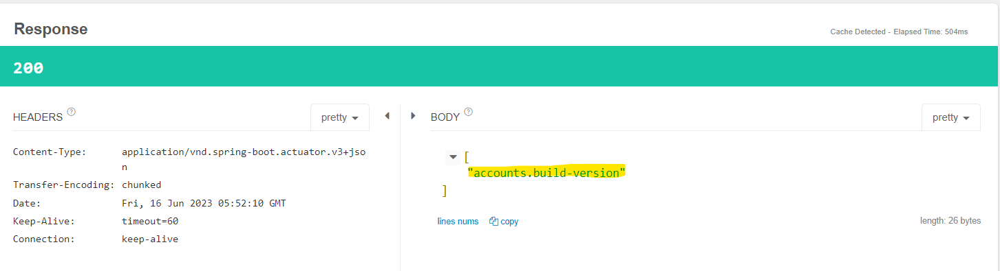 Response
Cache Detected - Elapsed Time: 504ms
200
HEADERS ?
pretty
BODY ?
pretty
Content-Type: application/vnd.spring-boot.actuator.v3+jso
n
Transfer-Encoding: chunked
Date: Fri, 16 Jun 2023 05:52:10 GMT
Keep-Alive: timeout=60
Connection: keep-alive
[
"accounts.build-version"
]
lines nums copy
length: 26 bytes